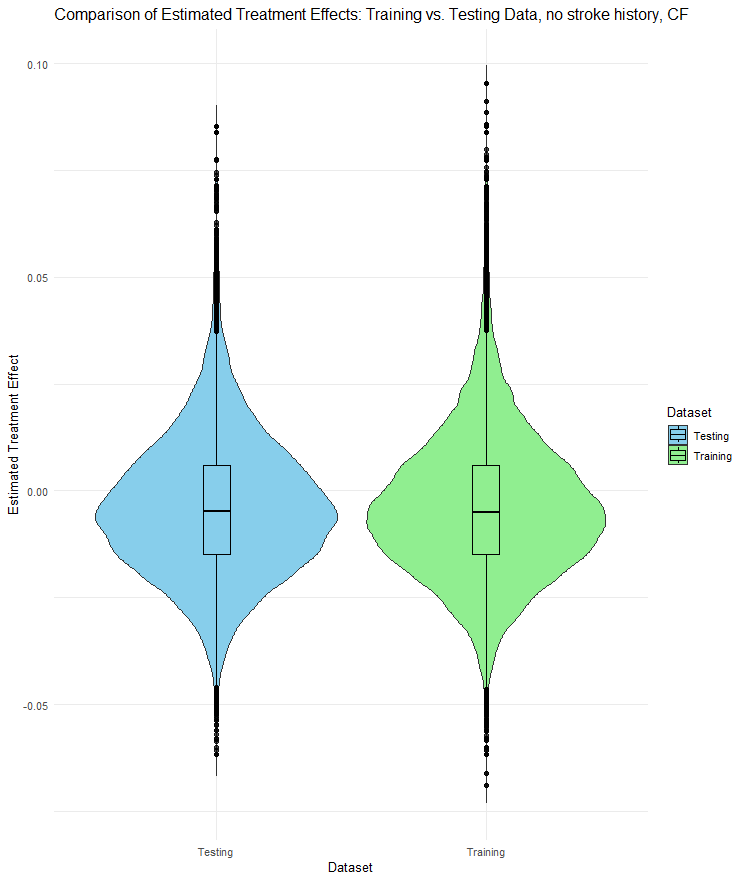 Comparison of Estimated Treatment Effects: Training vs. Testing Data, no stroke history, CF
0.10
0.05
0.00
-0.05
Estimated Treatment Effect
Testing
Training
Dataset
Dataset
Testing
Training